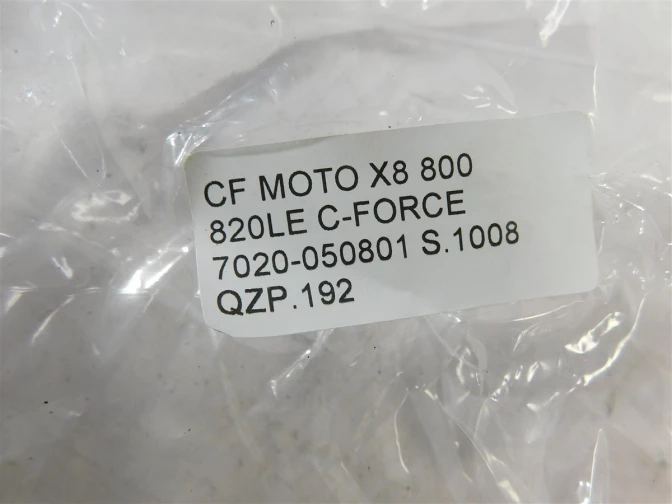 CF MOTO X8 800
820LE C-FORCE
7020-050801 S.1008
QZP.192